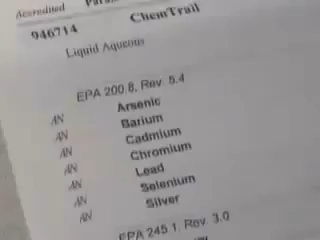 Accredited
946714 ChemTrail
Liquid Aqueous
EPA 200.8, Rev. 5.4
AN Arsenic
AN Barium
AN Cadmium
AN Chromium
AN Lead
AN Selenium
AN Silver
EPA 245.1, Rev. 3.0